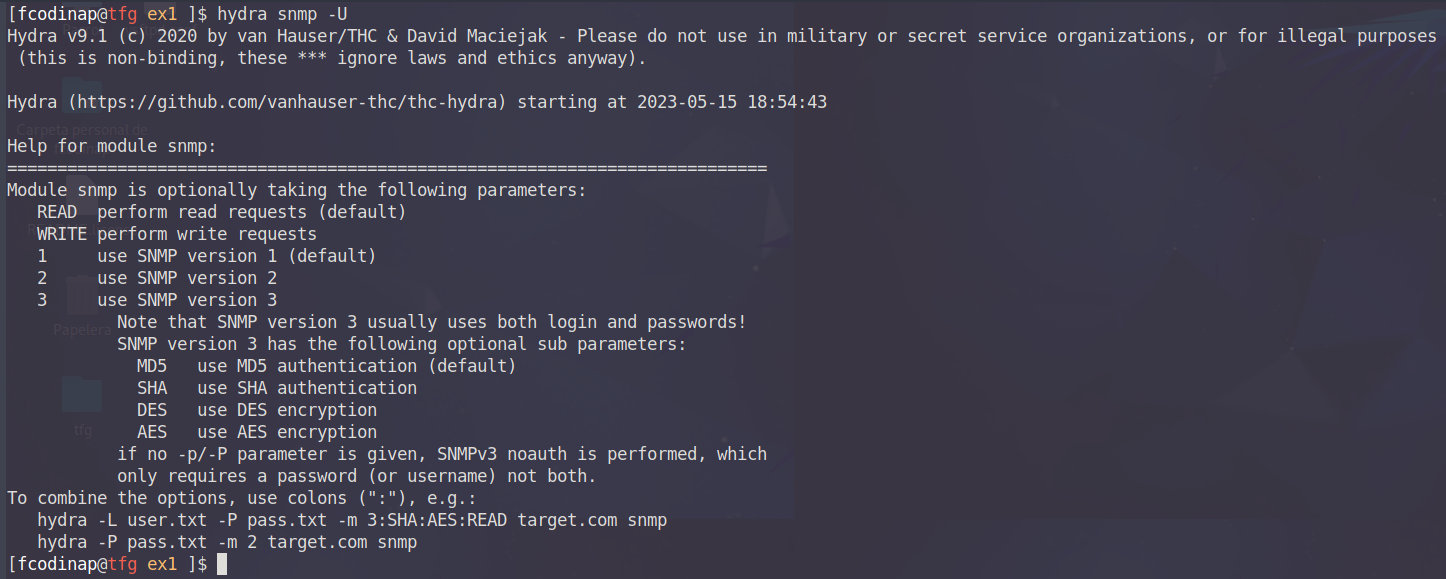 [fcodinap@tfg ex1 ]$ hydra snmp -U
Hydra v9.1 (c) 2020 by van Hauser/THC & David Maciejak - Please do not use in military or secret service organizations, or for illegal purposes
 (this is non-binding, these *** ignore laws and ethics anyway).

Hydra (https://github.com/vanhauser-thc/thc-hydra) starting at 2023-05-15 18:54:43
Carpeta personal de
Help for module snmp:
============================================================================
Module snmp is optionally taking the following parameters:
   READ  perform read requests (default)
   WRITE perform write requests
   1     use SNMP version 1 (default)
   2     use SNMP version 2
   3     use SNMP version 3
           Note that SNMP version 3 usually uses both login and passwords!
Papelera
           SNMP version 3 has the following optional sub parameters:
             MD5   use MD5 authentication (default)
             SHA   use SHA authentication
             DES   use DES encryption
             AES   use AES encryption
tfg
           if no -p/-P parameter is given, SNMPv3 noauth is performed, which
           only requires a password (or username) not both.
To combine the options, use colons (":"), e.g.:
   hydra -L user.txt -P pass.txt -m 3:SHA:AES:READ target.com snmp
   hydra -P pass.txt -m 2 target.com snmp
[fcodinap@tfg ex1 ]$